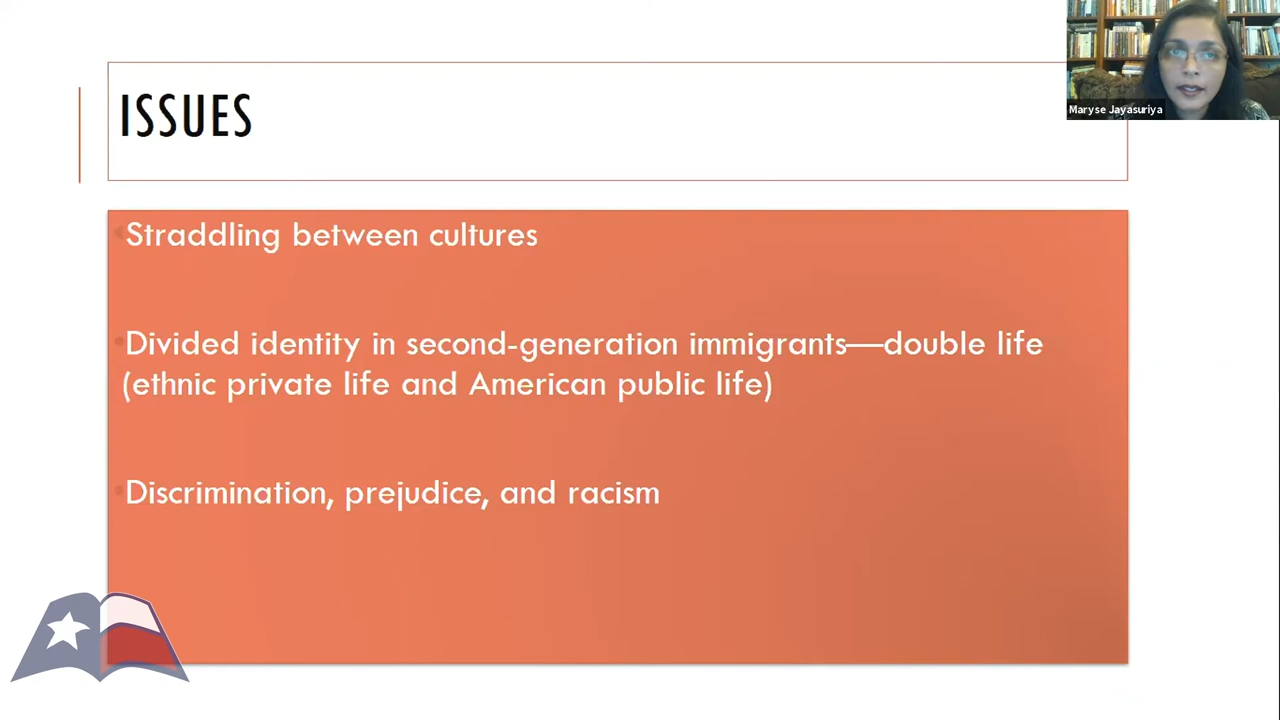 ISSUES
Maryse Jayasuriya
Straddling between cultures
Divided identity in second-generation immigrants—double life
(ethnic private life and American public life)
Discrimination, prejudice, and racism